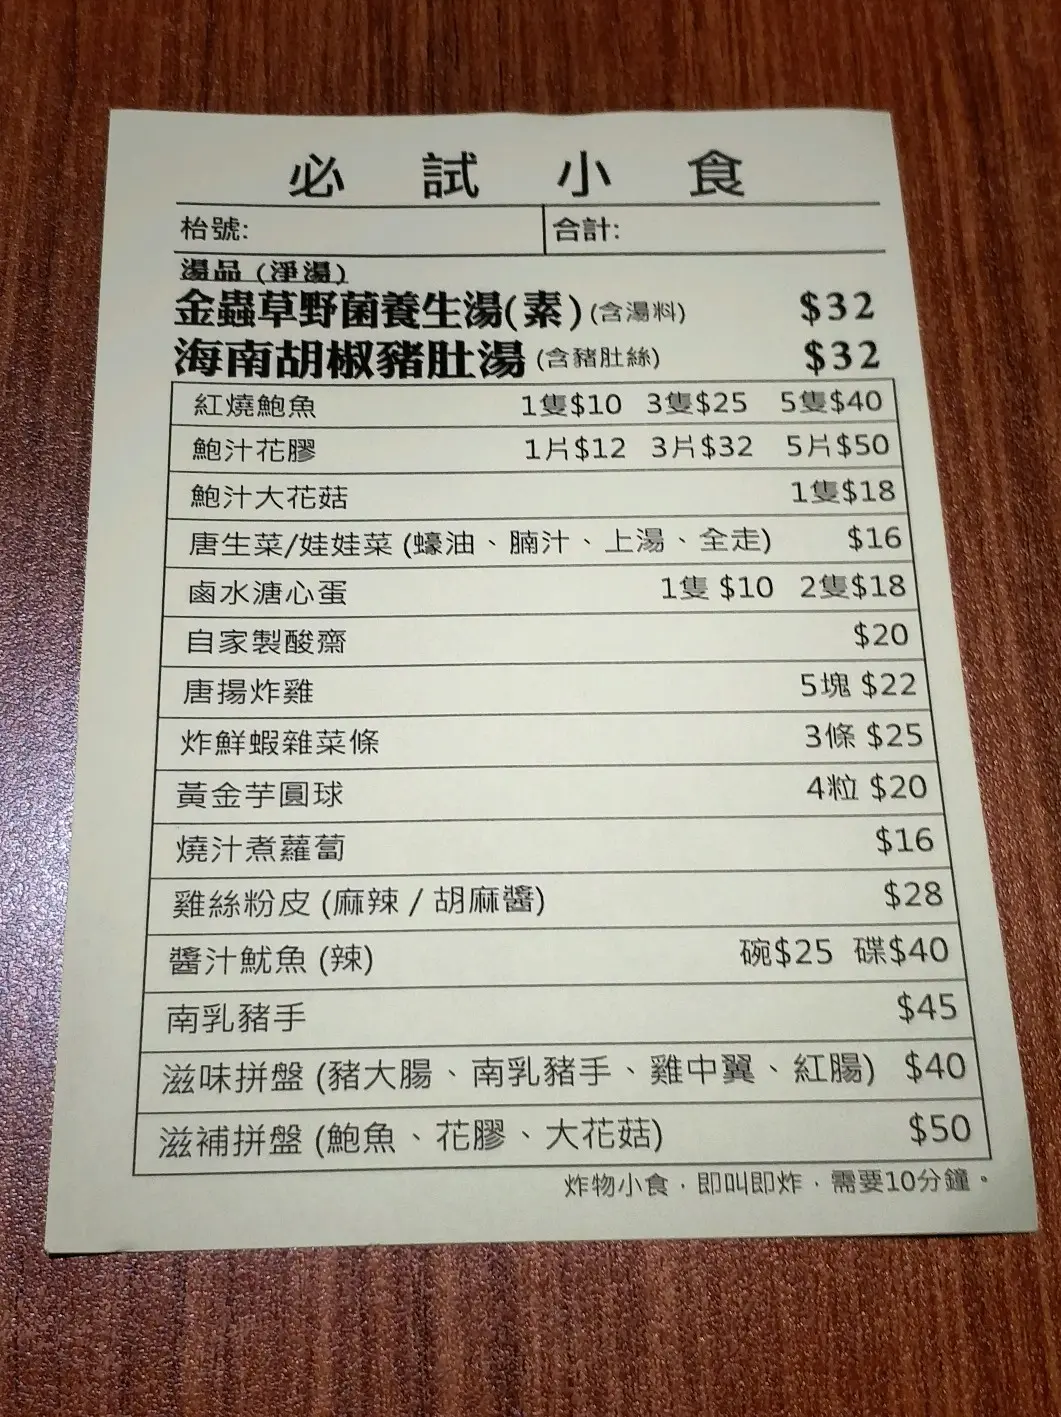 必試小食
枱號: 合計:
湯品 (淨湯)
金蟲草野菌養生湯(素) (含湯料) $32
海南胡椒豬肚湯 (含豬肚絲) $32
紅燒鮑魚 1隻$10 3隻$25 5隻$40
鮑汁花膠 1片$12 3片$32 5片$50
鮑汁大花菇 1隻$18
唐生菜/娃娃菜 (蠔油、腩汁、上湯、全走) $16
鹵水溏心蛋 1隻 $10 2隻$18
自家製酸齋 $20
唐揚炸雞 5塊 $22
炸鮮蝦雜菜條 3條 $25
黃金芋圓球 4粒 $20
燒汁煮蘿蔔 $16
雞絲粉皮 (麻辣 / 胡麻醬) $28
醬汁魷魚 (辣) 碗$25 碟$40
南乳豬手 $45
滋味拼盤 (豬大腸、南乳豬手、雞中翼、紅腸) $40
滋補拼盤 (鮑魚、花膠、大花菇) $50
炸物小食，即叫即炸，需要10分鐘。